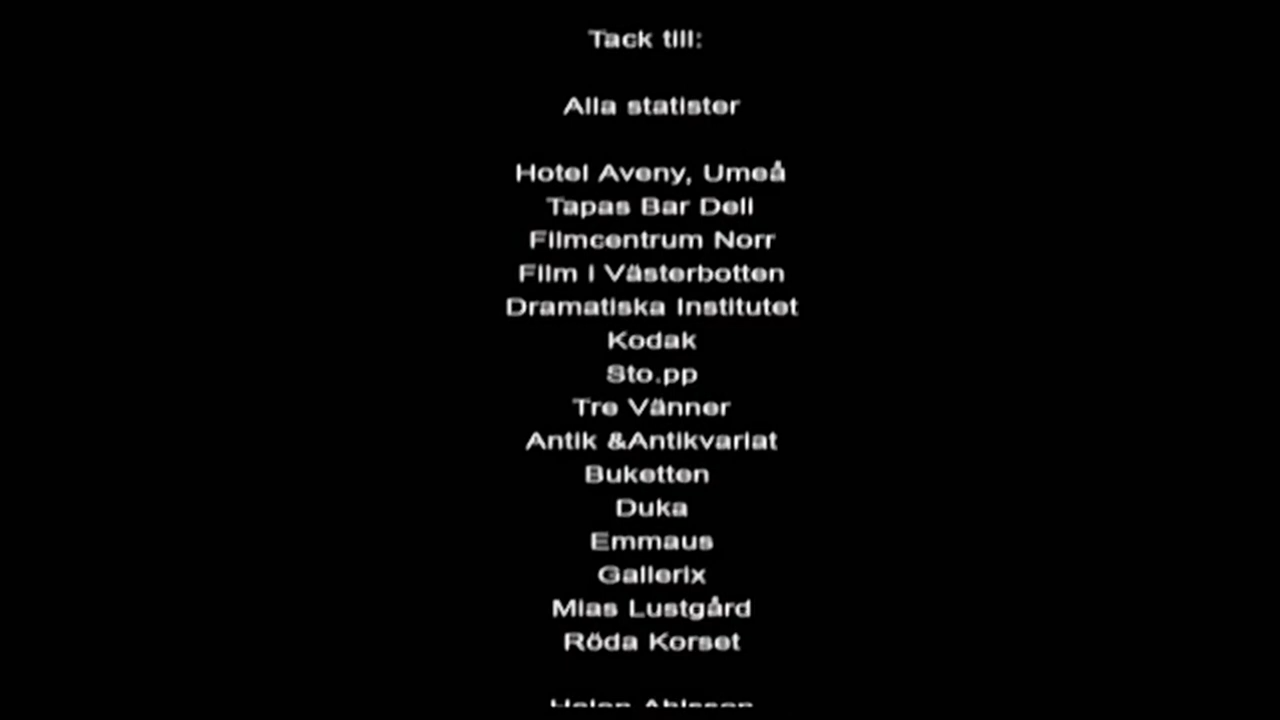 Tack till:
Alla statister
Hotel Aveny, Umeå
Tapas Bar Deli
Filmcentrum Norr
Film i Västerbotten
Dramatiska Institutet
Kodak
Sto.pp
Tre Vänner
Antik &Antikvariat
Buketten
Duka
Emmaus
Gallerix
Mias Lustgård
Röda Korset